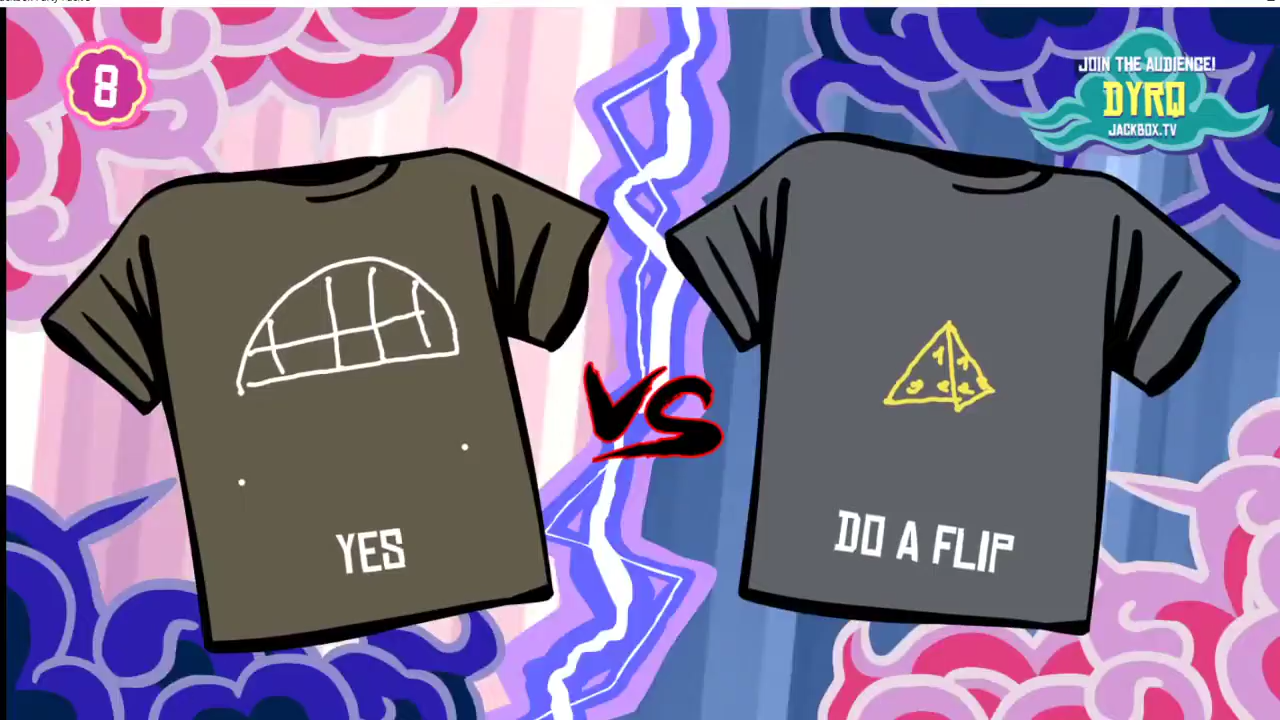 8
JOIN THE AUDIENCE!
DYRQ
JACKBOX.TV
VS
YES
DO A FLIP